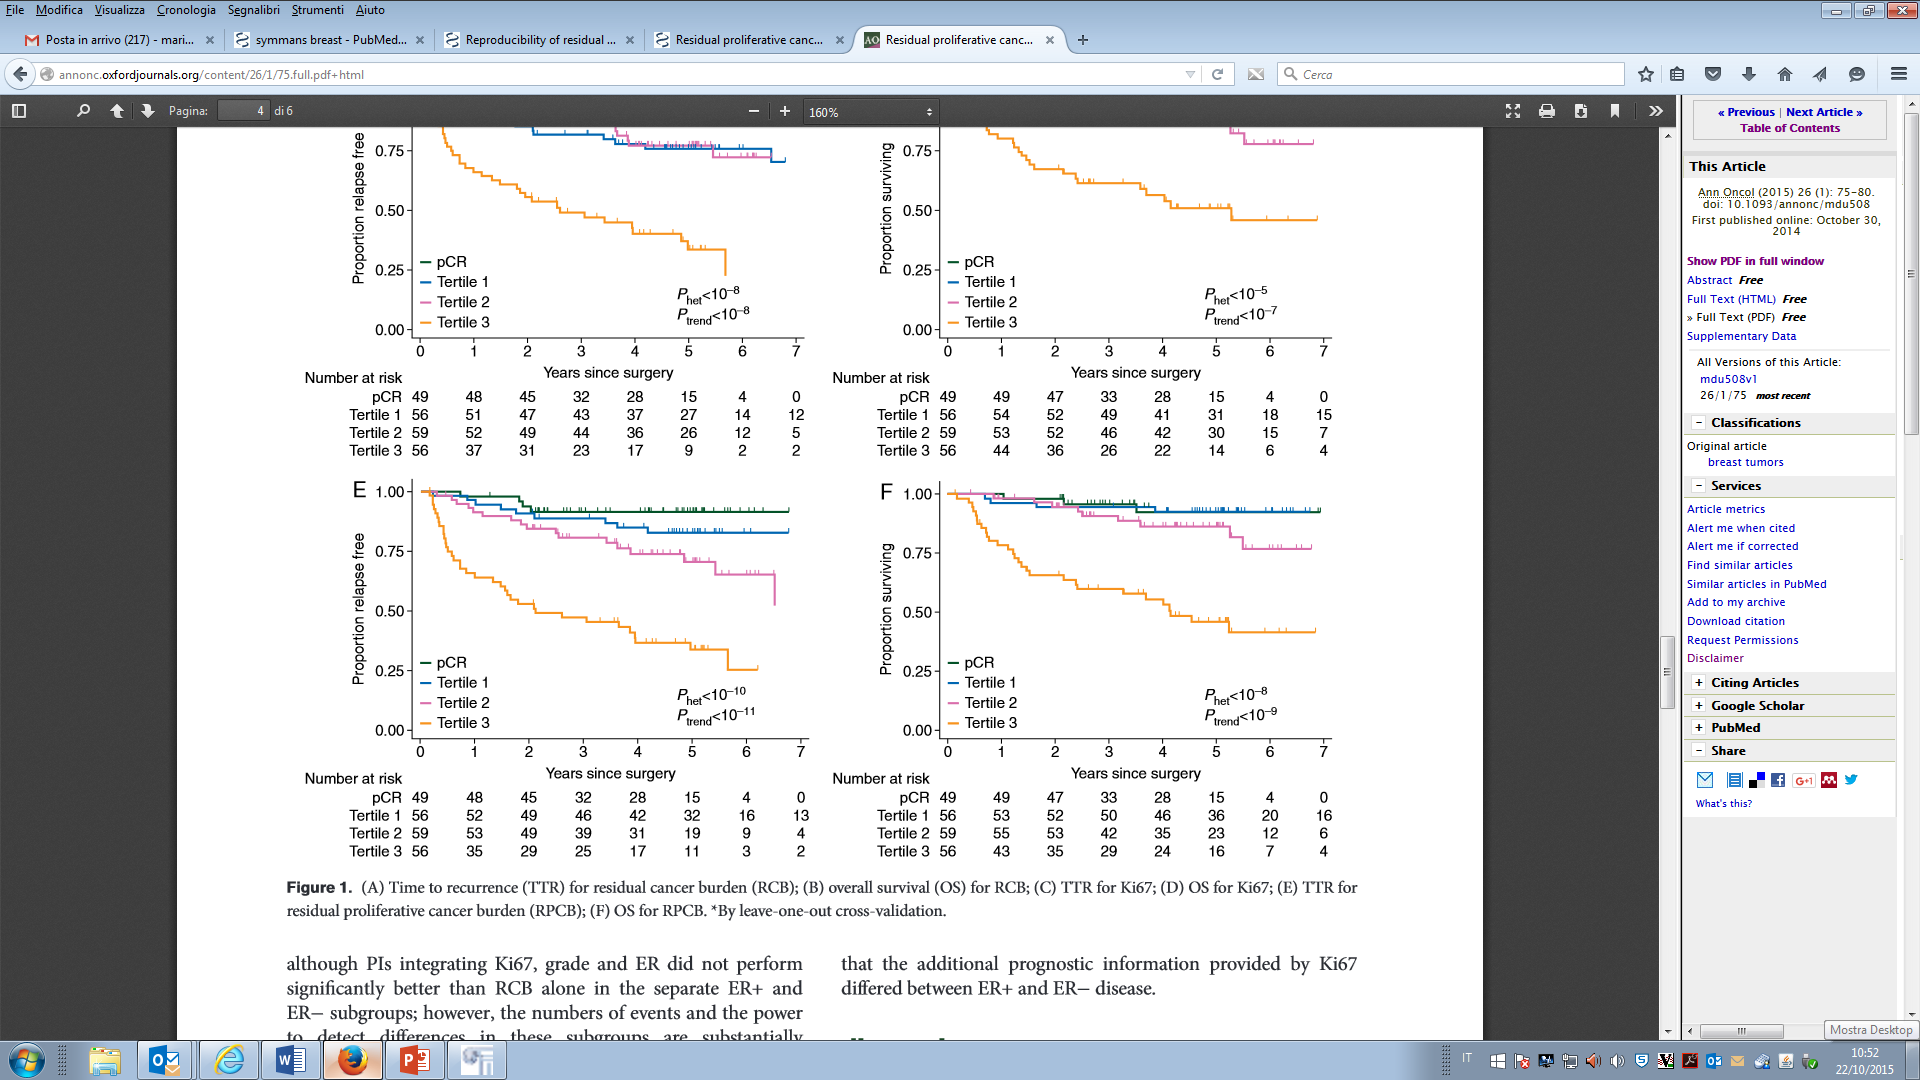 File Modifica Visualizza Cronologia Segnalibri Strumenti Aiuto
Posta in arrivo (217) - mari... × symmans breast - PubMed... × Reproducibility of residual ... × Residual proliferative canc... × AO Residual proliferative canc... × +
annonc.oxfordjournals.org/content/26/1/75.full.pdf+html Cerca
Pagina: 4 di 6 160%
Proportion relapse free
0.75
0.50
0.25
0.00
pCR
Tertile 1
Tertile 2
Tertile 3
Phet<10−8
Ptrend<10−8
0 1 2 3 4 5 6 7
Years since surgery
Number at risk
pCR 49 48 45 32 28 15 4 0
Tertile 1 56 51 47 43 37 27 14 12
Tertile 2 59 52 49 44 36 26 12 5
Tertile 3 56 37 31 23 17 9 2 2
Proportion surviving
0.75
0.50
0.25
0.00
pCR
Tertile 1
Tertile 2
Tertile 3
Phet<10−5
Ptrend<10−7
0 1 2 3 4 5 6 7
Years since surgery
Number at risk
pCR 49 49 47 33 28 15 4 0
Tertile 1 56 54 52 49 41 31 18 15
Tertile 2 59 53 52 46 42 30 15 7
Tertile 3 56 44 36 26 22 14 6 4
E
Proportion relapse free
1.00
0.75
0.50
0.25
0.00
pCR
Tertile 1
Tertile 2
Tertile 3
Phet<10−10
Ptrend<10−11
0 1 2 3 4 5 6 7
Years since surgery
Number at risk
pCR 49 48 45 32 28 15 4 0
Tertile 1 56 52 49 46 42 32 16 13
Tertile 2 59 53 49 39 31 19 9 4
Tertile 3 56 35 29 25 17 11 3 2
F
Proportion surviving
1.00
0.75
0.50
0.25
0.00
pCR
Tertile 1
Tertile 2
Tertile 3
Phet<10−8
Ptrend<10−9
0 1 2 3 4 5 6 7
Years since surgery
Number at risk
pCR 49 49 47 33 28 15 4 0
Tertile 1 56 53 52 50 46 36 20 16
Tertile 2 59 55 53 42 35 23 12 6
Tertile 3 56 43 35 29 24 16 7 4
Figure 1. (A) Time to recurrence (TTR) for residual cancer burden (RCB); (B) overall survival (OS) for RCB; (C) TTR for Ki67; (D) OS for Ki67; (E) TTR for
residual proliferative cancer burden (RPCB); (F) OS for RPCB. *By leave-one-out cross-validation.
although PIs integrating Ki67, grade and ER did not perform
significantly better than RCB alone in the separate ER+ and
ER− subgroups; however, the numbers of events and the power
to detect differences in these subgroups are substantially
that the additional prognostic information provided by Ki67
differed between ER+ and ER− disease.
« Previous | Next Article »
Table of Contents
This Article
Ann Oncol (2015) 26 (1): 75-80.
doi: 10.1093/annonc/mdu508
First published online: October 30,
2014
Show PDF in full window
Abstract Free
Full Text (HTML) Free
» Full Text (PDF) Free
Supplementary Data
All Versions of this Article:
mdu508v1
26/1/75 most recent
− Classifications
Original article
breast tumors
− Services
Article metrics
Alert me when cited
Alert me if corrected
Find similar articles
Similar articles in PubMed
Add to my archive
Download citation
Request Permissions
Disclaimer
+ Citing Articles
+ Google Scholar
+ PubMed
− Share
What's this?
Mostra Desktop
IT
10:52
22/10/2015